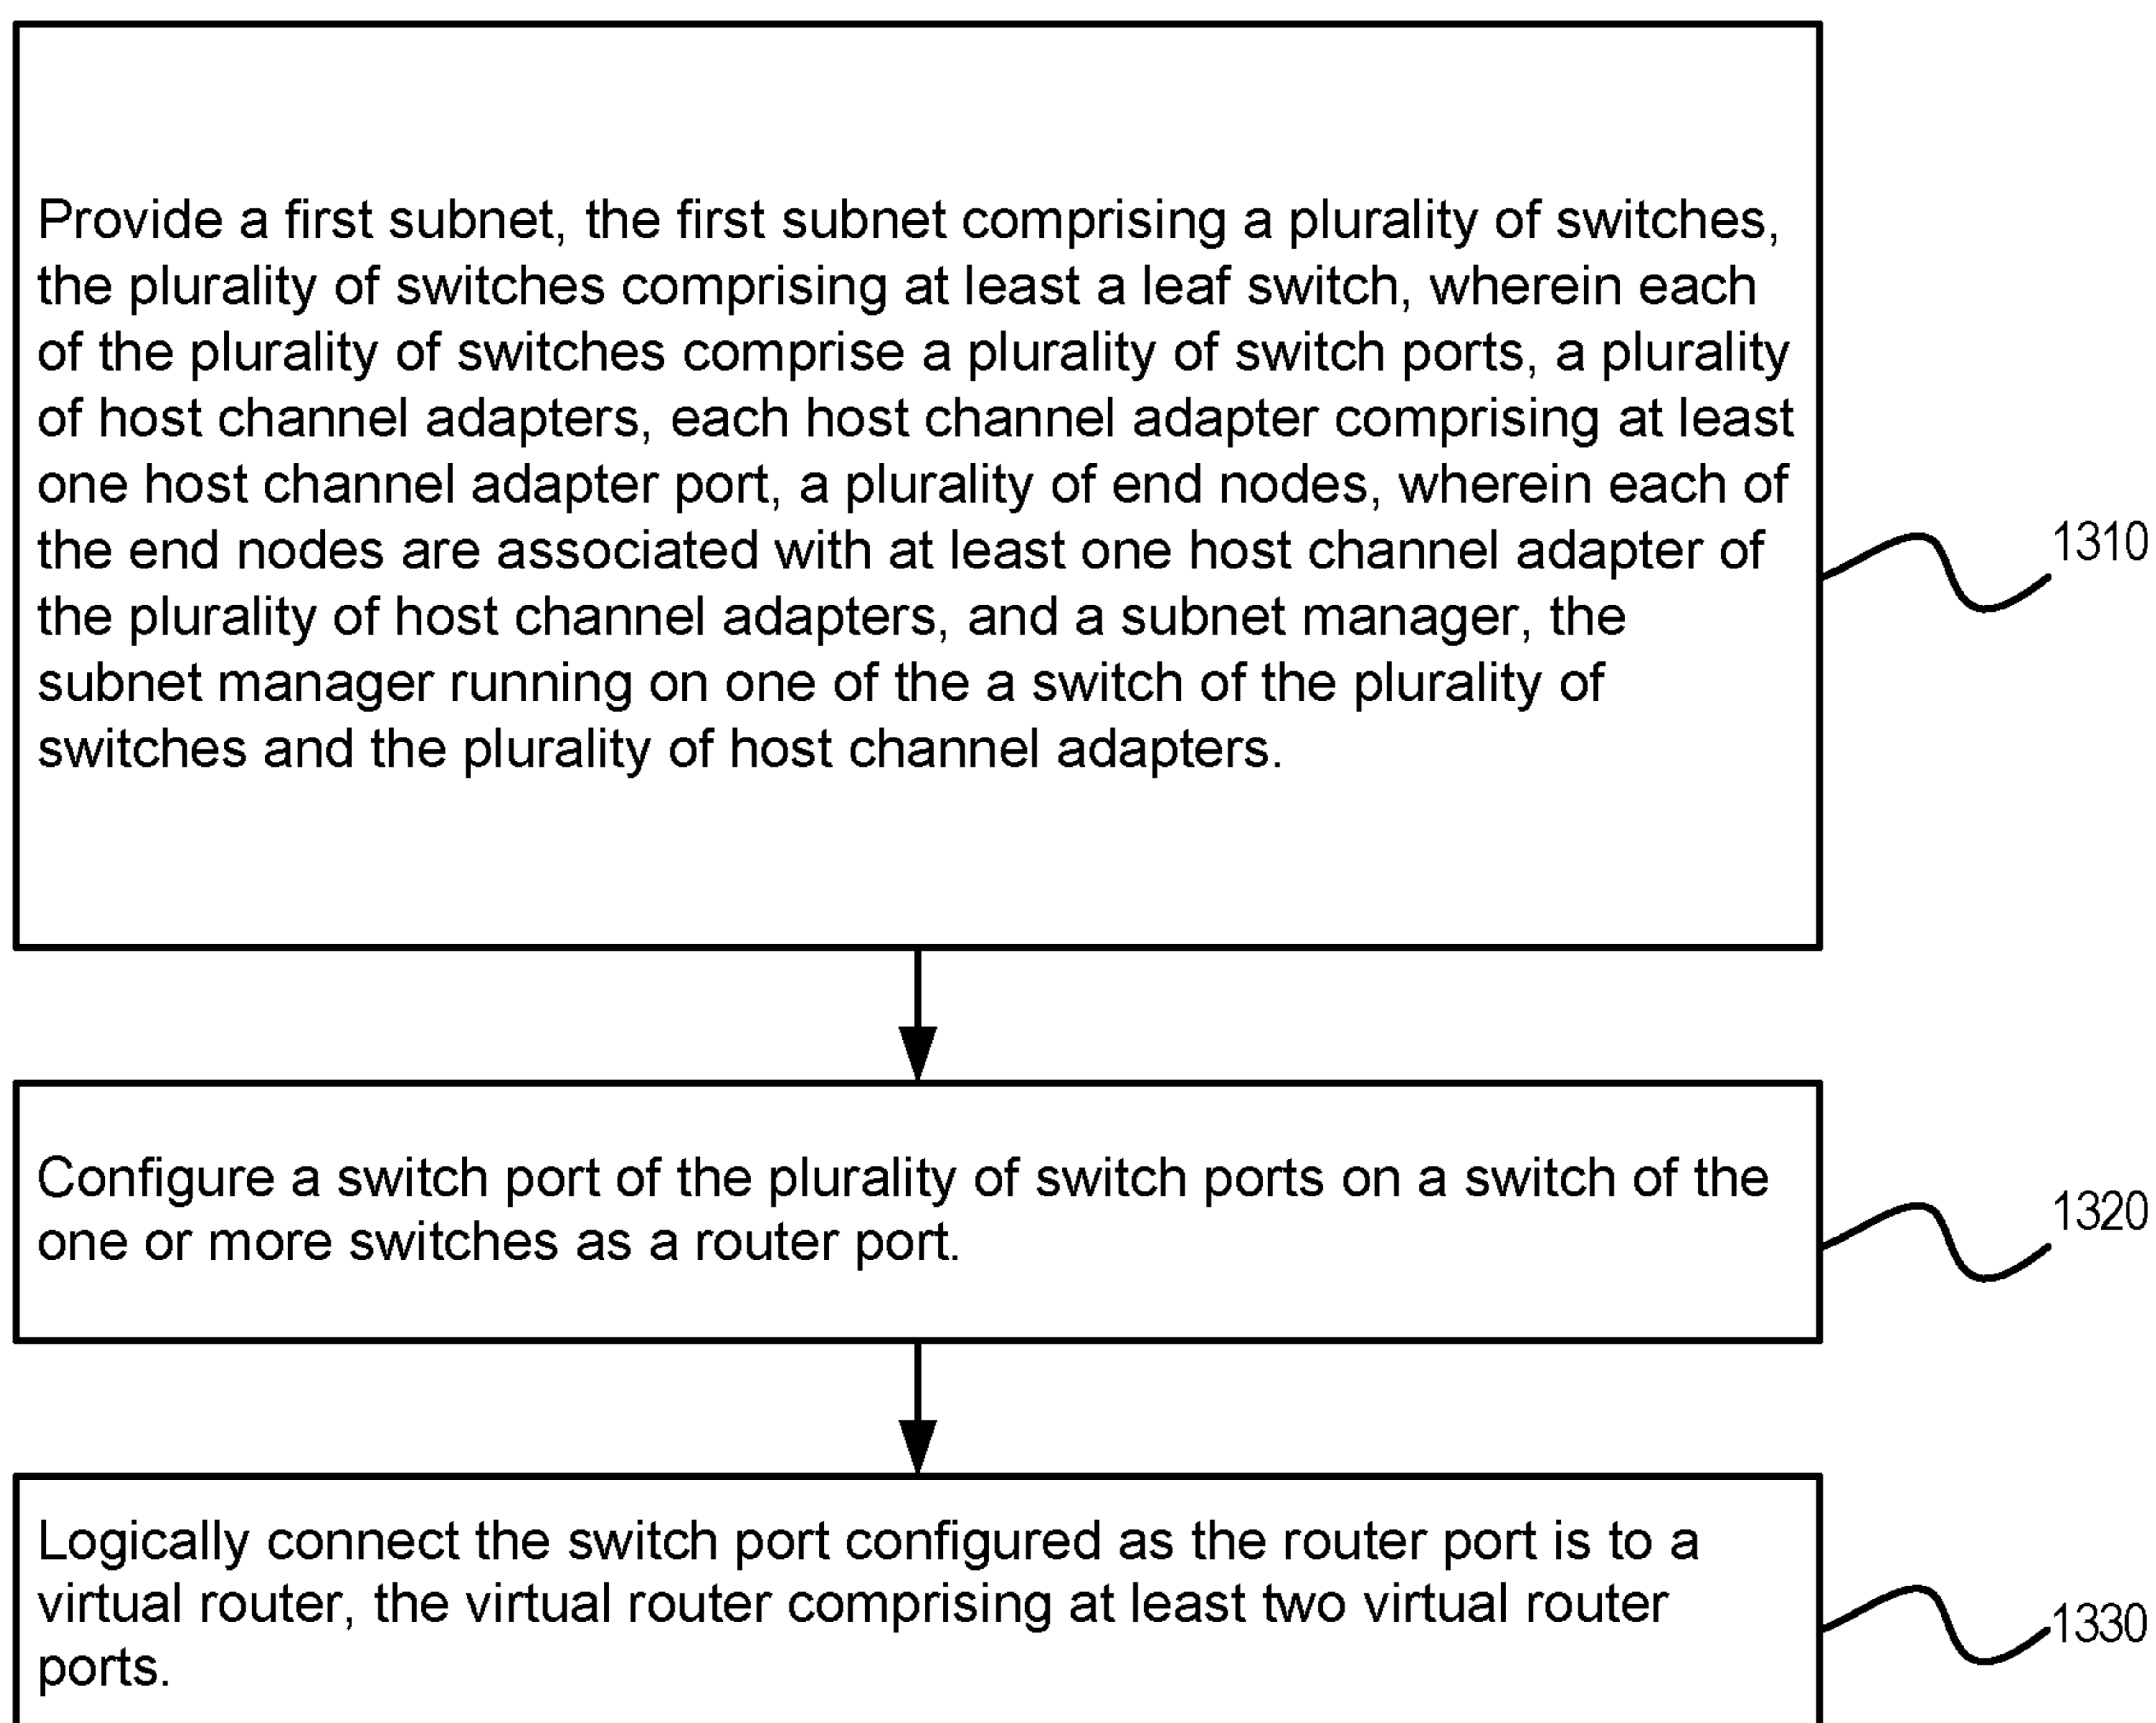 Provide a first subnet, the first subnet comprising a plurality of switches,
the plurality of switches comprising at least a leaf switch, wherein each
of the plurality of switches comprise a plurality of switch ports, a plurality
of host channel adapters, each host channel adapter comprising at least
one host channel adapter port, a plurality of end nodes, wherein each of
the end nodes are associated with at least one host channel adapter of
the plurality of host channel adapters, and a subnet manager, the
subnet manager running on one of the a switch of the plurality of
switches and the plurality of host channel adapters.
1310
Configure a switch port of the plurality of switch ports on a switch of the
one or more switches as a router port.
1320
Logically connect the switch port configured as the router port is to a
virtual router, the virtual router comprising at least two virtual router
ports.
1330